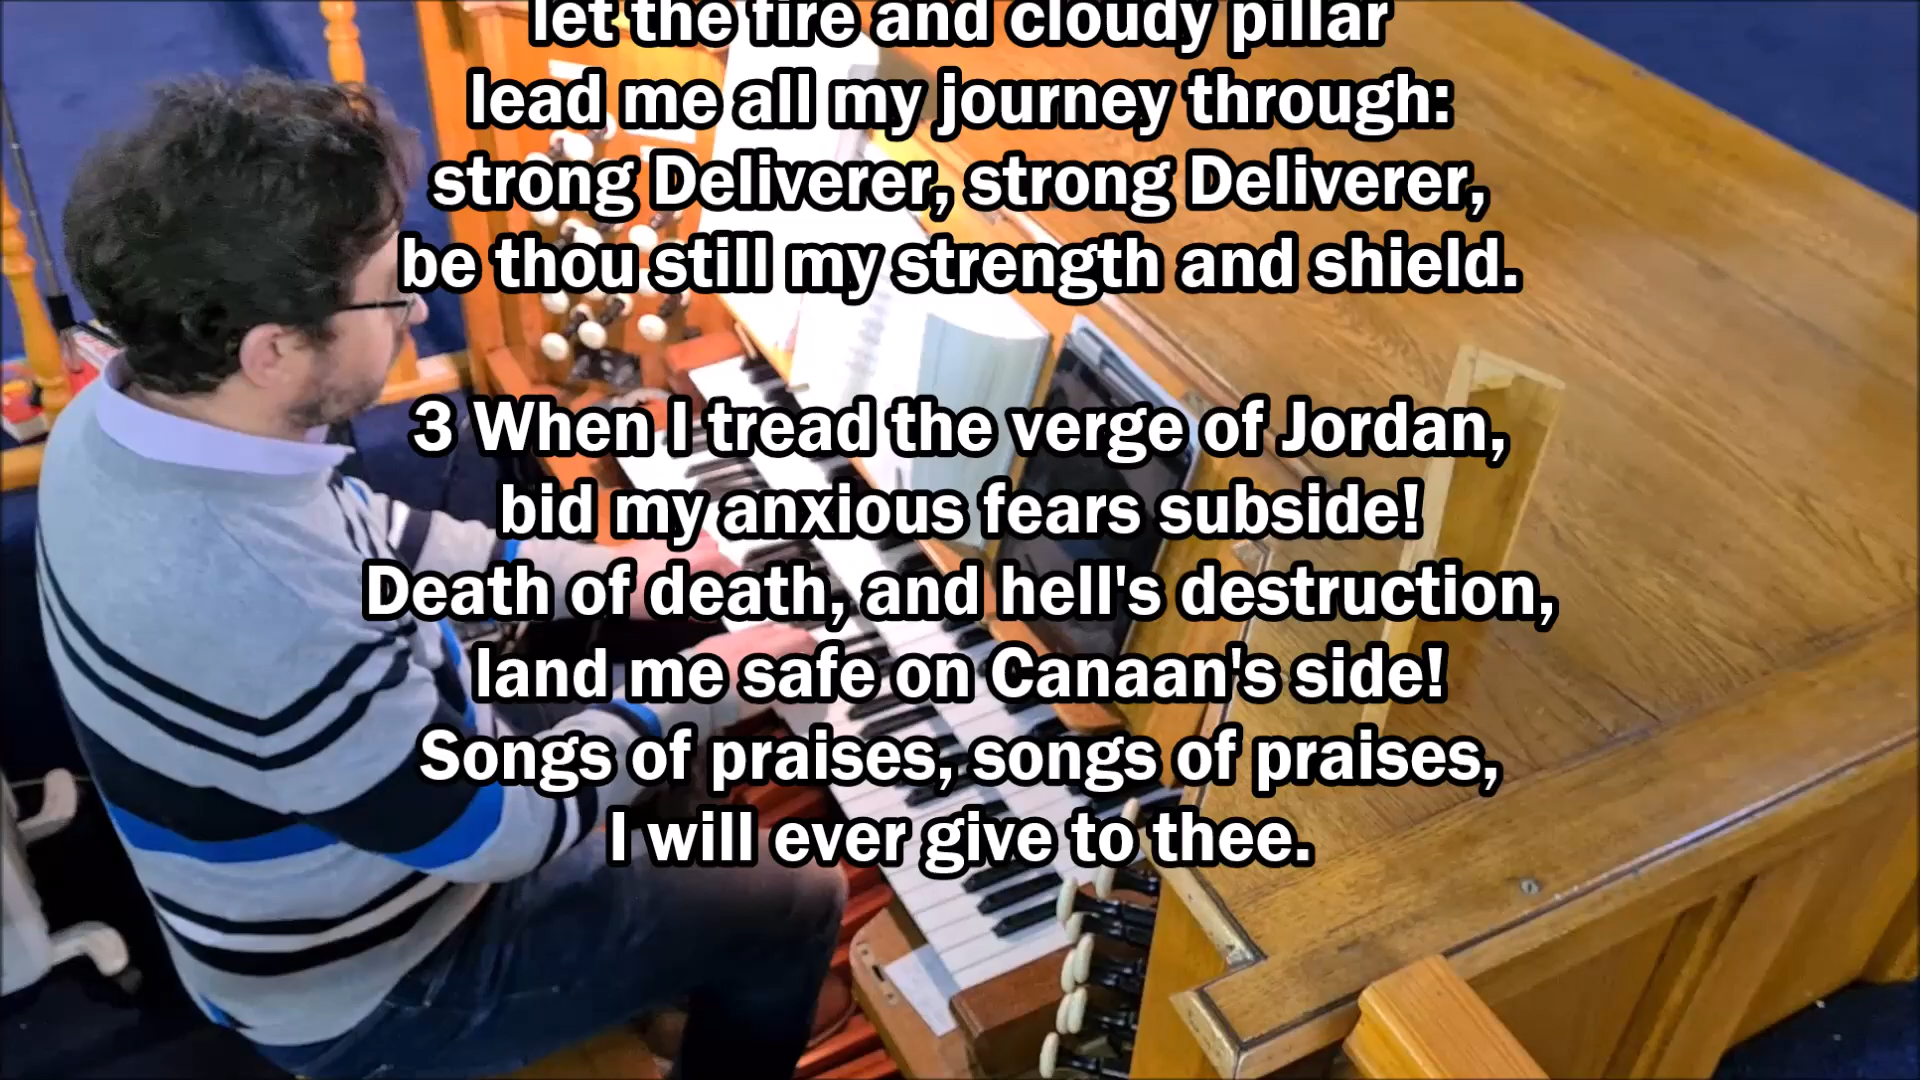 let the fire and cloudy pillar
lead me all my journey through:
strong Deliverer, strong Deliverer,
be thou still my strength and shield.
3 When I tread the verge of Jordan,
bid my anxious fears subside!
Death of death, and hell's destruction,
land me safe on Canaan's side!
Songs of praises, songs of praises,
I will ever give to thee.